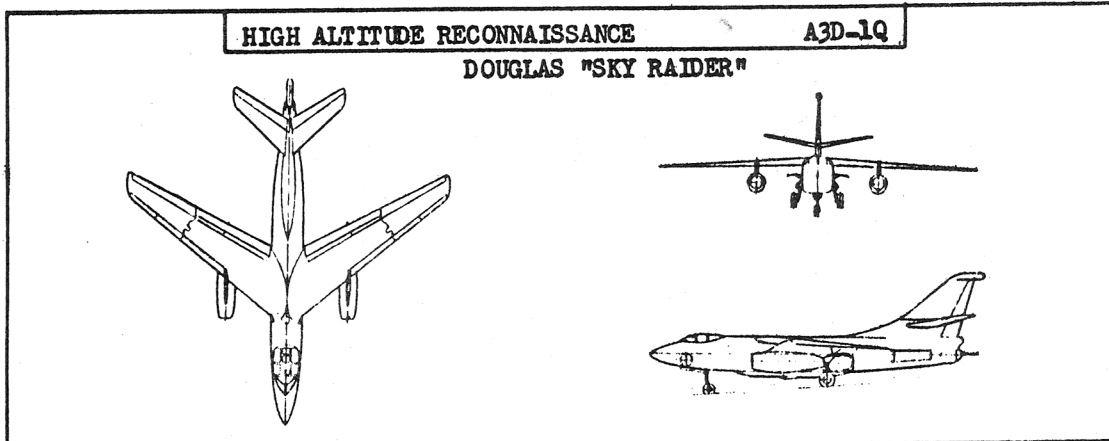 HIGH ALTITUDE RECONNAISSANCE A3D-1Q
DOUGLAS "SKY RAIDER"